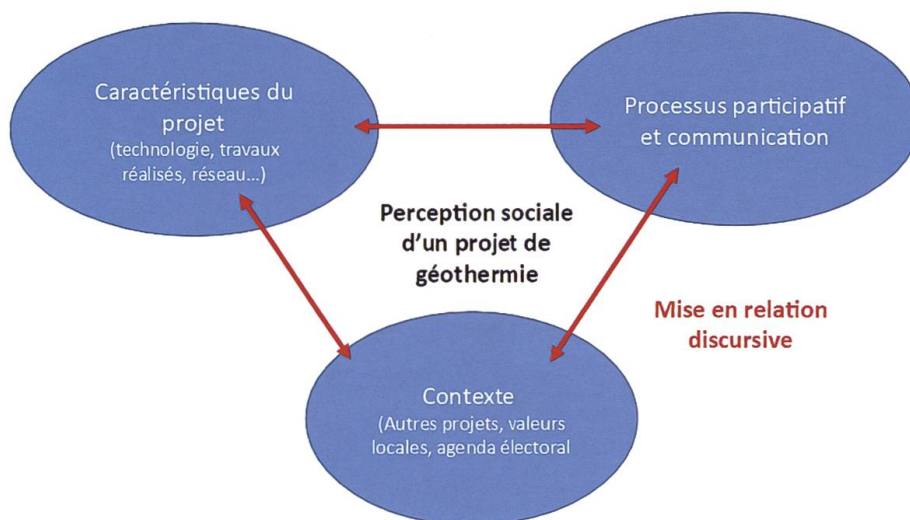 Caractéristiques du
projet
(technologie, travaux
réalisés, réseau...)
Processus participatif
et communication
Perception sociale
d'un projet de
géothermie
Mise en relation
discursive
Contexte
(Autres projets, valeurs
locales, agenda électoral